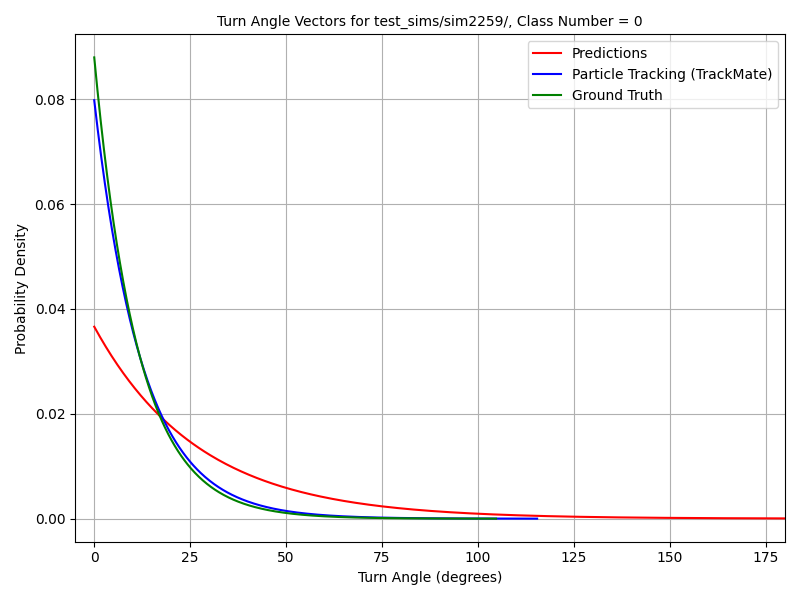 Turn Angle Vectors for test_sims/sim2259/, Class Number = 0
Predictions
Particle Tracking (TrackMate)
Ground Truth
Probability Density
0.08
0.06
0.04
0.02
0.00
0 25 50 75 100 125 150 175
Turn Angle (degrees)